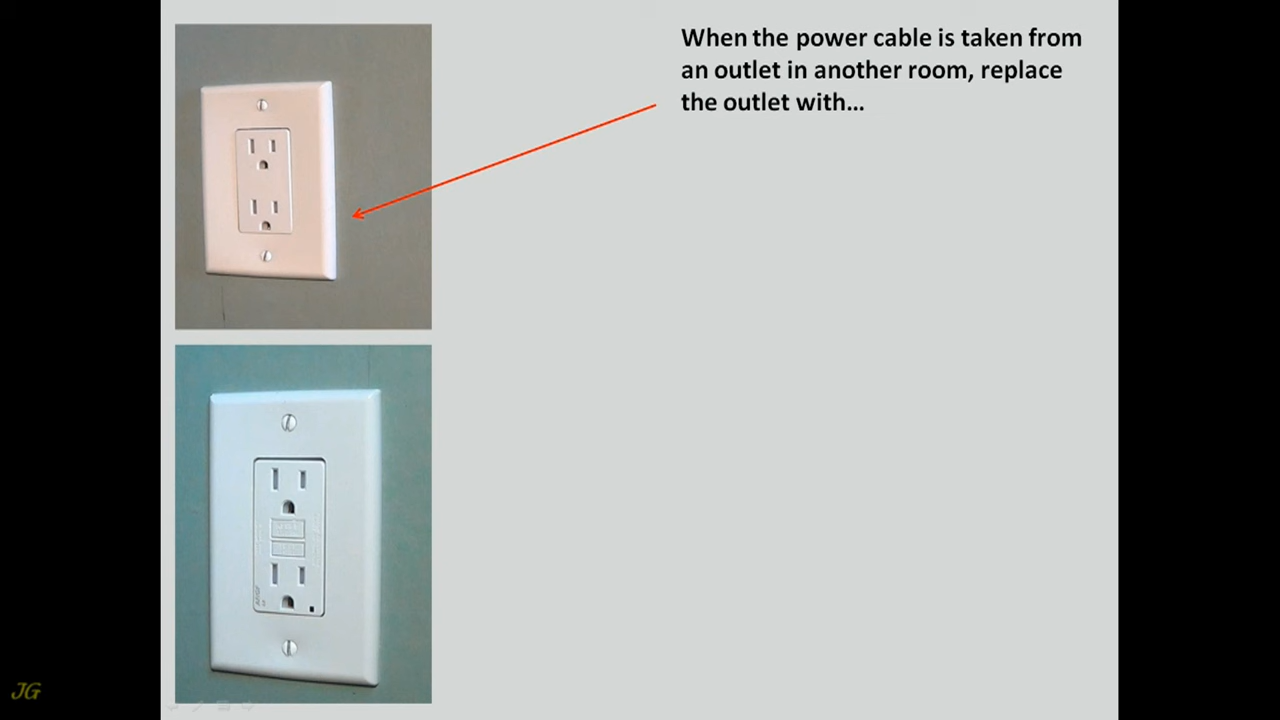 When the power cable is taken from
an outlet in another room, replace
the outlet with...
JG